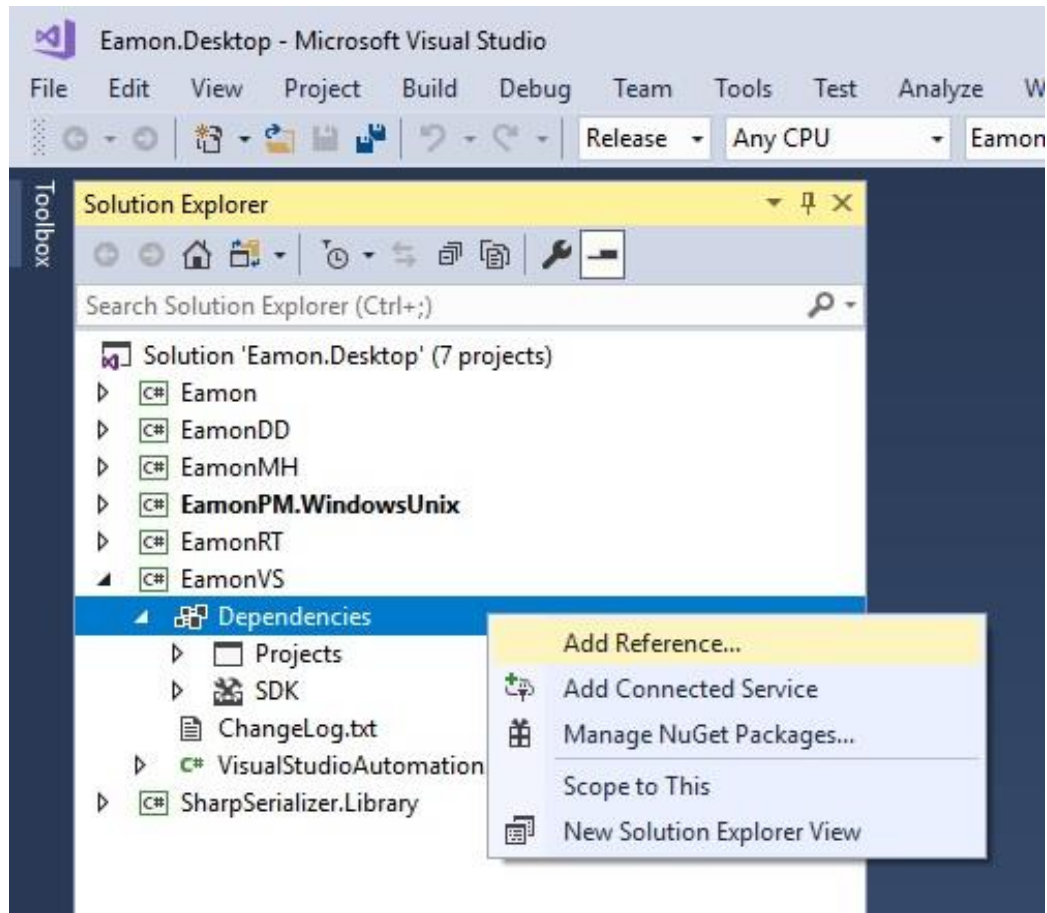 Eamon.Desktop - Microsoft Visual Studio
File Edit View Project Build Debug Team Tools Test Analyze W
Release Any CPU Eamon
Toolbox
Solution Explorer
Search Solution Explorer (Ctrl+;)
Solution 'Eamon.Desktop' (7 projects)
C# Eamon
C# EamonDD
C# EamonMH
C# EamonPM.WindowsUnix
C# EamonRT
C# EamonVS
Dependencies
Projects
SDK
ChangeLog.txt
C# VisualStudioAutomation
C# SharpSerializer.Library
Add Reference...
Add Connected Service
Manage NuGet Packages...
Scope to This
New Solution Explorer View